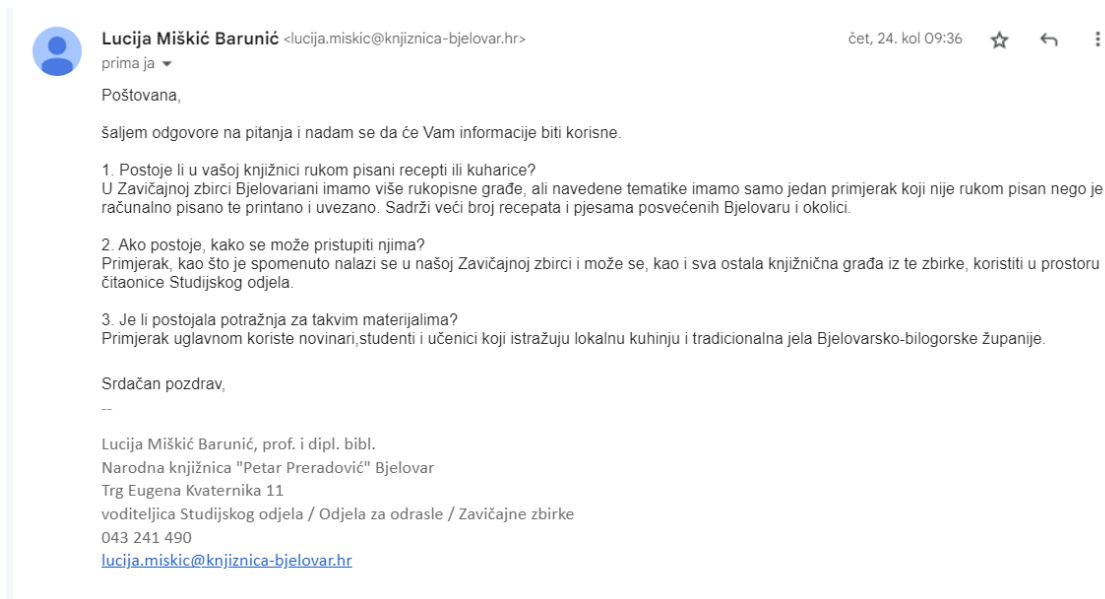 Lucija Miškić Barunić <lucija.miskic@knjiznica-bjelovar.hr> čet, 24. kol 09:36
prima ja
Poštovana,
šaljem odgovore na pitanja i nadam se da će Vam informacije biti korisne.
1. Postoje li u vašoj knjižnici rukom pisani recepti ili kuharice?
U Zavičajnoj zbirci Bjelovariani imamo više rukopisne građe, ali navedene tematike imamo samo jedan primjerak koji nije rukom pisan nego je
računalno pisano te printano i uvezano. Sadrži veći broj recepata i pjesama posvećenih Bjelovaru i okolici.
2. Ako postoje, kako se može pristupiti njima?
Primjerak, kao što je spomenuto nalazi se u našoj Zavičajnoj zbirci i može se, kao i sva ostala knjižnična građa iz te zbirke, koristiti u prostoru
čitaonice Studijskog odjela.
3. Je li postojala potražnja za takvim materijalima?
Primjerak uglavnom koriste novinari,studenti i učenici koji istražuju lokalnu kuhinju i tradicionalna jela Bjelovarsko-bilogorske županije.
Srdačan pozdrav,
--
Lucija Miškić Barunić, prof. i dipl. bibl.
Narodna knjižnica "Petar Preradović" Bjelovar
Trg Eugena Kvaternika 11
voditeljica Studijskog odjela / Odjela za odrasle / Zavičajne zbirke
043 241 490
lucija.miskic@knjiznica-bjelovar.hr